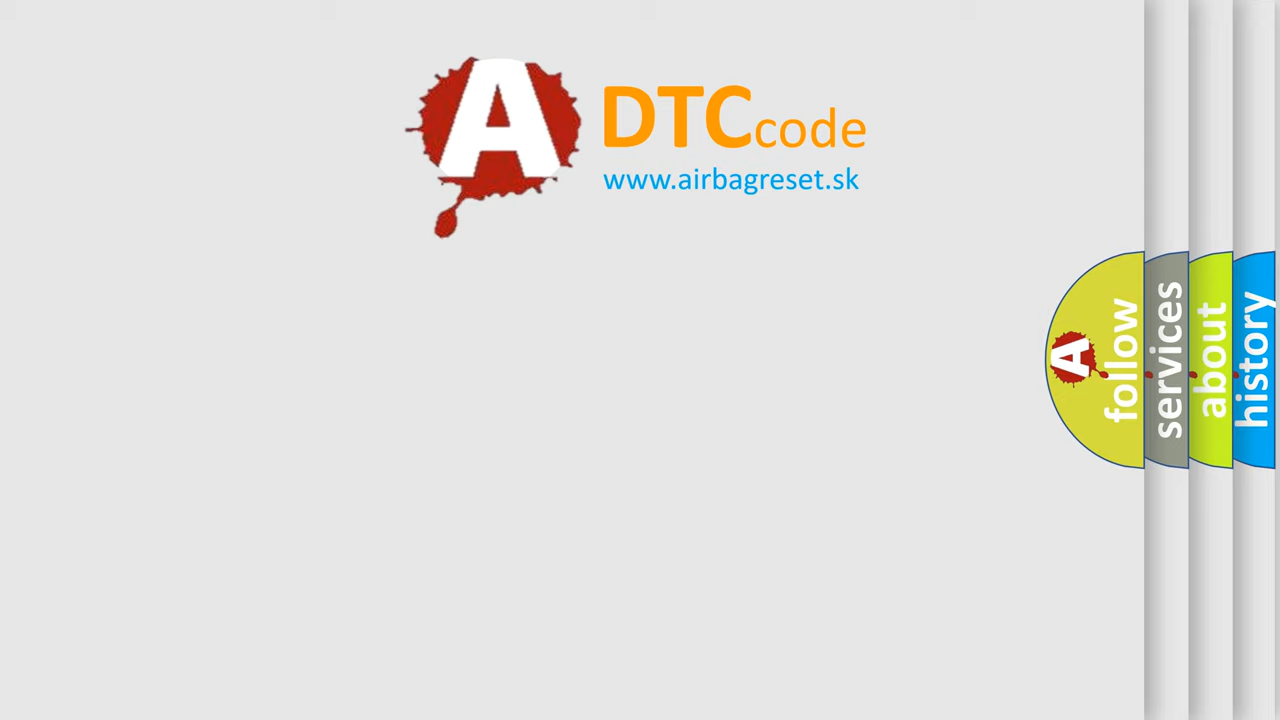 A
DTCcode
www.airbagreset.sk
A
follow
services
about
history